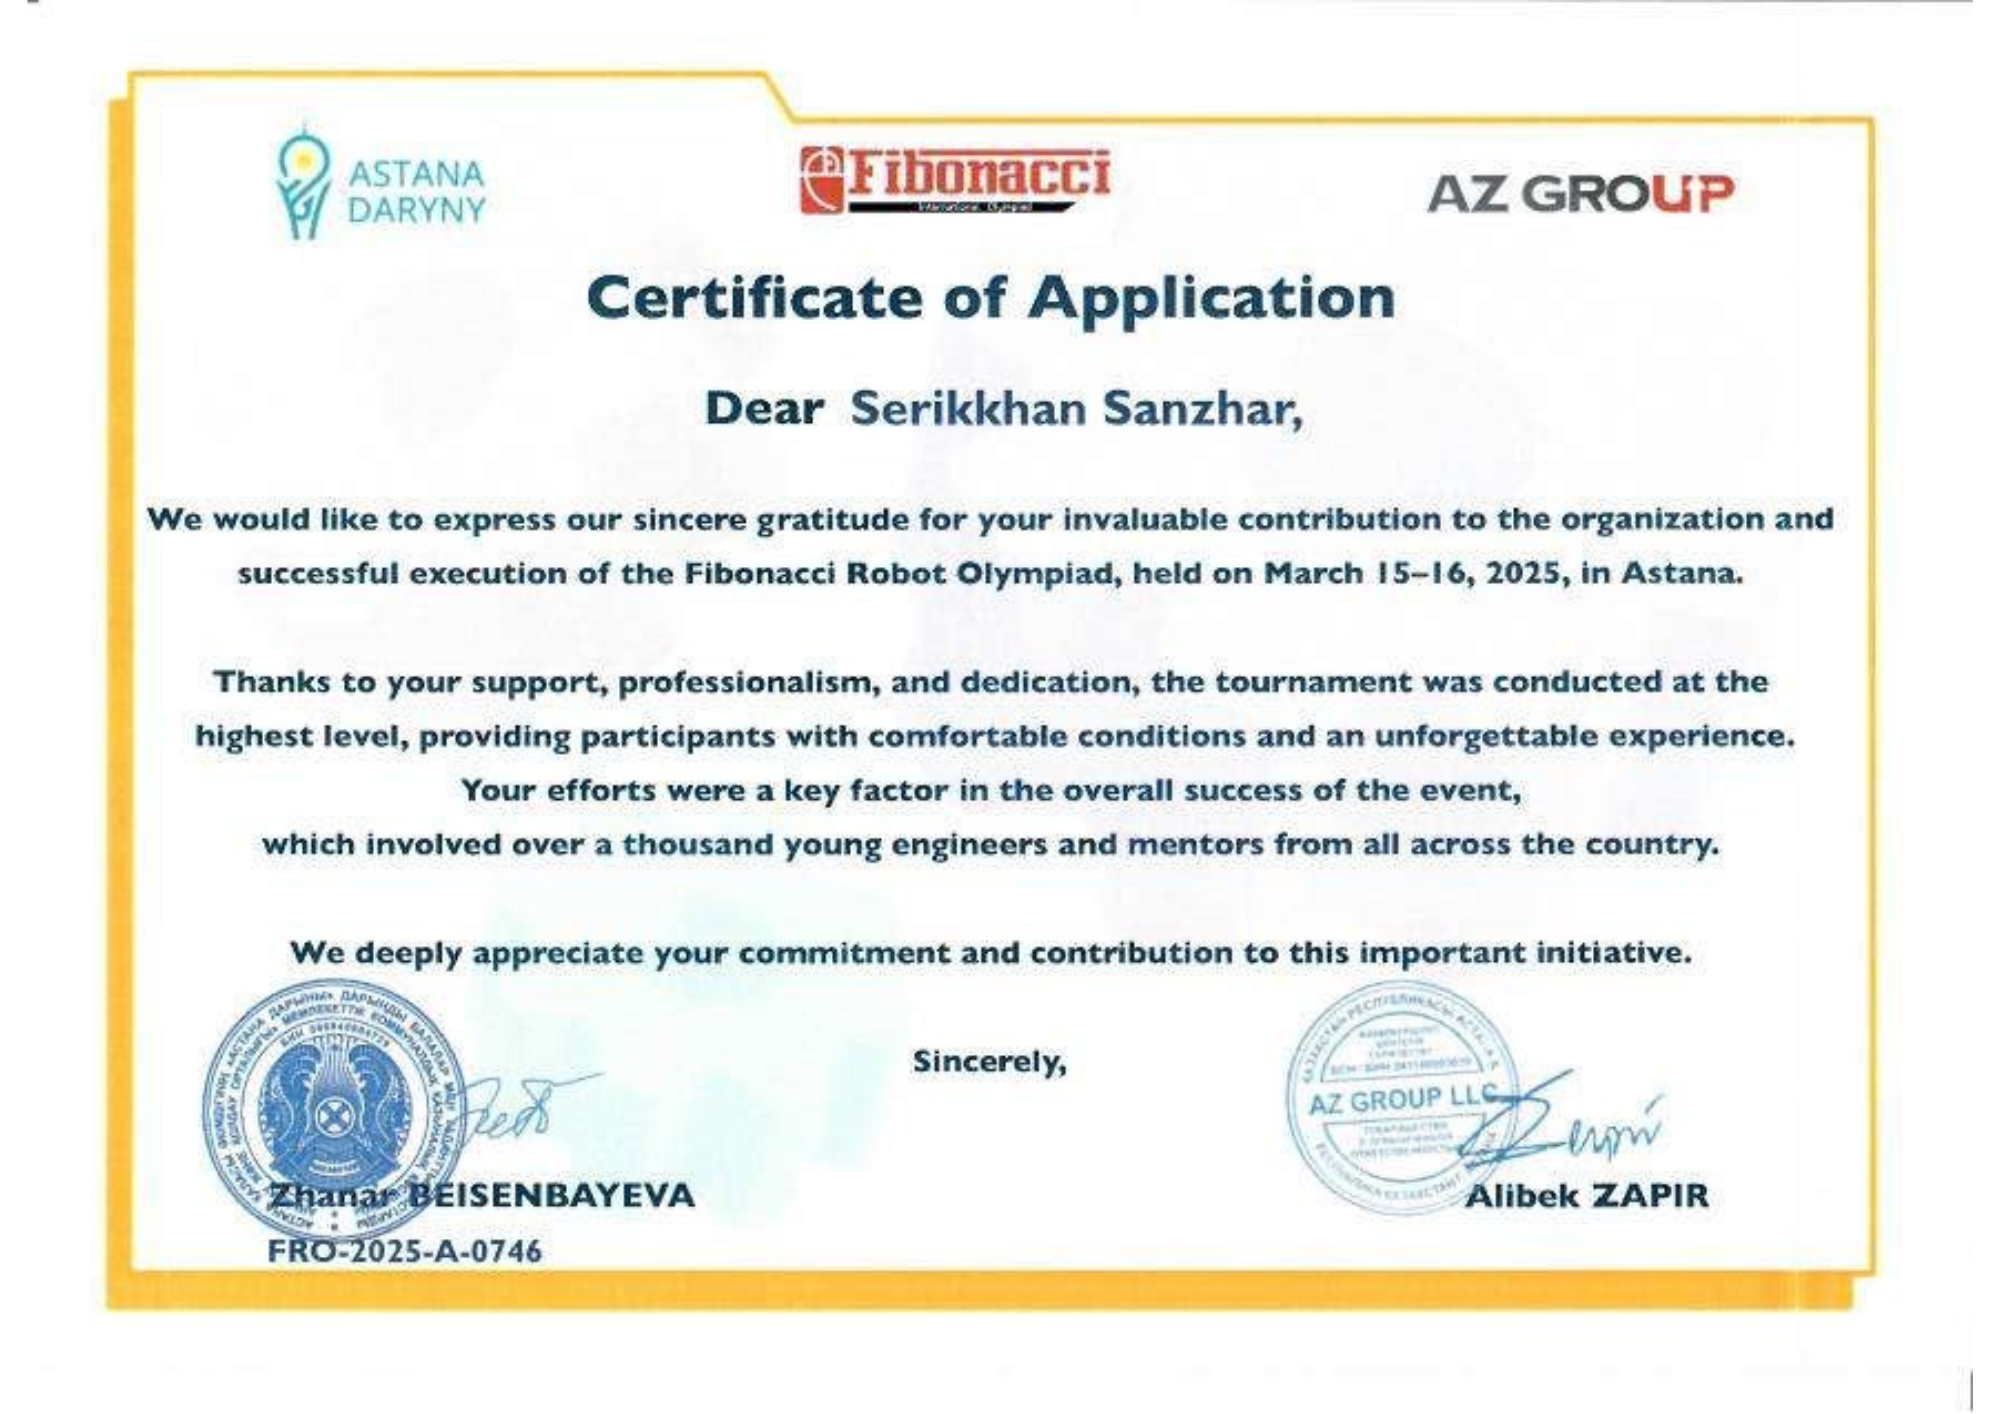 ASTANA
DARYNY
Fibonacci
International Olympiad
AZ GROUP
Certificate of Application
Dear Serikkhan Sanzhar,
We would like to express our sincere gratitude for your invaluable contribution to the organization and
successful execution of the Fibonacci Robot Olympiad, held on March 15–16, 2025, in Astana.
Thanks to your support, professionalism, and dedication, the tournament was conducted at the
highest level, providing participants with comfortable conditions and an unforgettable experience.
Your efforts were a key factor in the overall success of the event,
which involved over a thousand young engineers and mentors from all across the country.
We deeply appreciate your commitment and contribution to this important initiative.
Sincerely,
AZ GROUP LLC
Zhanar BEISENBAYEVA
Alibek ZAPIR
FRO-2025-A-0746